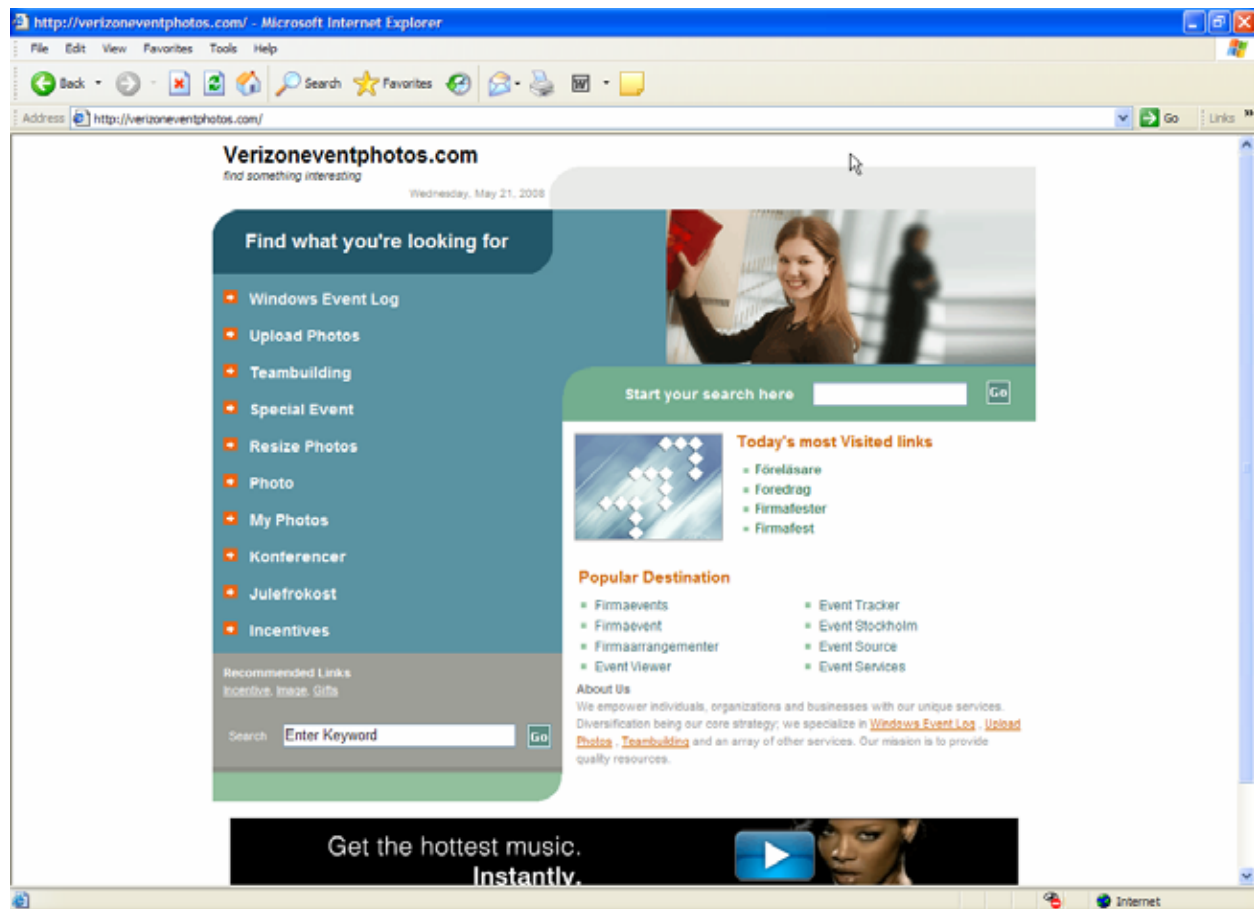 http://verizoneventphotos.com/ - Microsoft Internet Explorer
File Edit View Favorites Tools Help
Back Search Favorites
Address http://verizoneventphotos.com/ Go Links »
Verizoneventphotos.com
find something interesting
Wednesday, May 21, 2008
Find what you're looking for
Windows Event Log
Upload Photos
Teambuilding
Special Event
Resize Photos
Photo
My Photos
Konferencer
Julefrokost
Incentives
Recommended Links
Incentive, Image, Gifts
Search Enter Keyword Go
Start your search here Go
Today's most Visited links
Föreläsare
Foredrag
Firmafester
Firmafest
Popular Destination
Firmaevents
Firmaevent
Firmaarrangementer
Event Viewer
Event Tracker
Event Stockholm
Event Source
Event Services
About Us
We empower individuals, organizations and businesses with our unique services.
Diversification being our core strategy; we specialize in Windows Event Log , Upload
Photos , Teambuilding and an array of other services. Our mission is to provide
quality resources.
Get the hottest music.
Instantly.
Internet